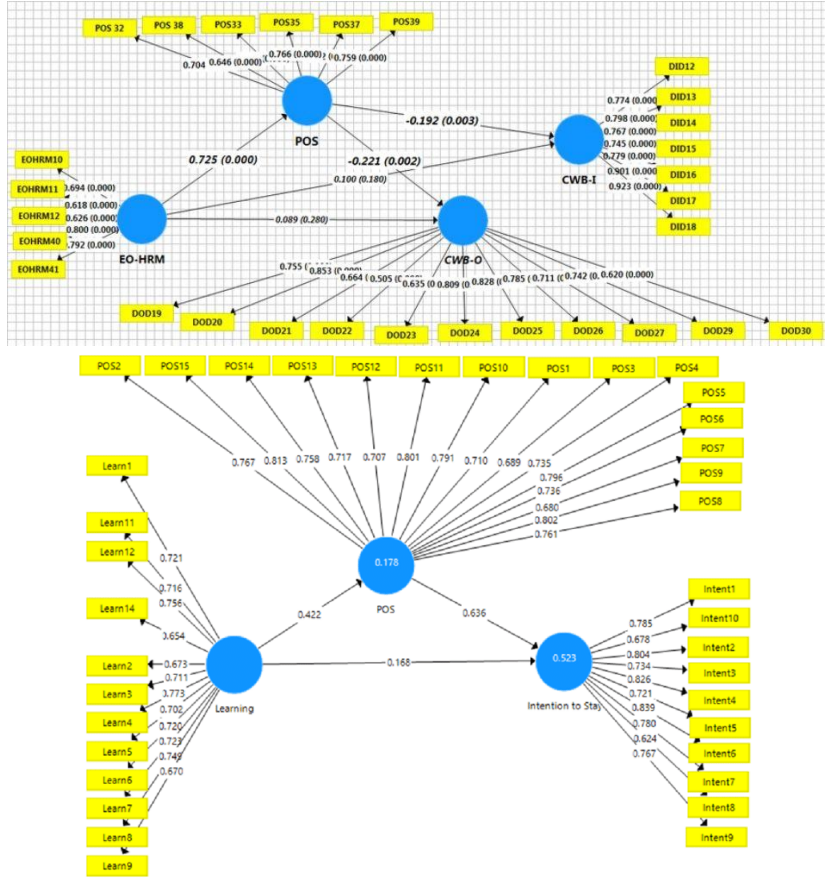 POS 32
POS 38
POS33
POS35
POS37
POS39
0.704
0.646 (0.000)
0.766 (0.000)
0.759 (0.000)
POS
-0.192 (0.003)
0.725 (0.000)
-0.221 (0.002)
0.100 (0.180)
0.089 (0.280)
DID12
DID13
DID14
DID15
DID16
DID17
DID18
0.774 (0.000
0.798 (0.000
0.767 (0.000)
0.745 (0.000)
0.779 (0.000)
0.901 (0.000)
0.923 (0.000)
CWB-I
EOHRM10
EOHRM11
EOHRM12
EOHRM40
EOHRM41
0.694 (0.000)
0.618 (0.000)
0.626 (0.000)
0.800 (0.000)
.792 (0.000)
EO-HRM
CWB-O
0.755
0.853
0.664
0.505
0.635
0.809
0.828
0.785
0.711
0.742
0.620 (0.000)
DOD19
DOD20
DOD21
DOD22
DOD23
DOD24
DOD25
DOD26
DOD27
DOD29
DOD30
POS2
POS15
POS14
POS13
POS12
POS11
POS10
POS1
POS3
POS4
POS5
POS6
POS7
POS9
POS8
0.767
0.813
0.758
0.717
0.707
0.801
0.791
0.710
0.689
0.735
0.796
0.736
0.680
0.802
0.761
0.178
POS
Learn1
Learn11
Learn12
Learn14
Learn2
Learn3
Learn4
Learn5
Learn6
Learn7
Learn8
Learn9
0.721
0.716
0.756
0.654
0.673
0.711
0.773
0.702
0.720
0.723
0.749
0.670
Learning
0.422
0.636
0.168
0.523
Intention to Stay
0.785
0.678
0.804
0.734
0.826
0.721
0.839
0.780
0.624
0.767
Intent1
Intent10
Intent2
Intent3
Intent4
Intent5
Intent6
Intent7
Intent8
Intent9